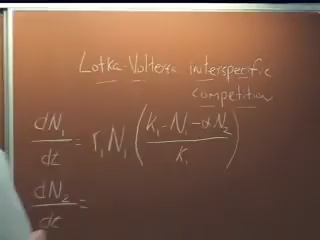 Lotka-Volterra interspecific
competition
dN₁/dt = r₁N₁ ((K₁-N₁-αN₂)/K₁)
dN₂/dt =